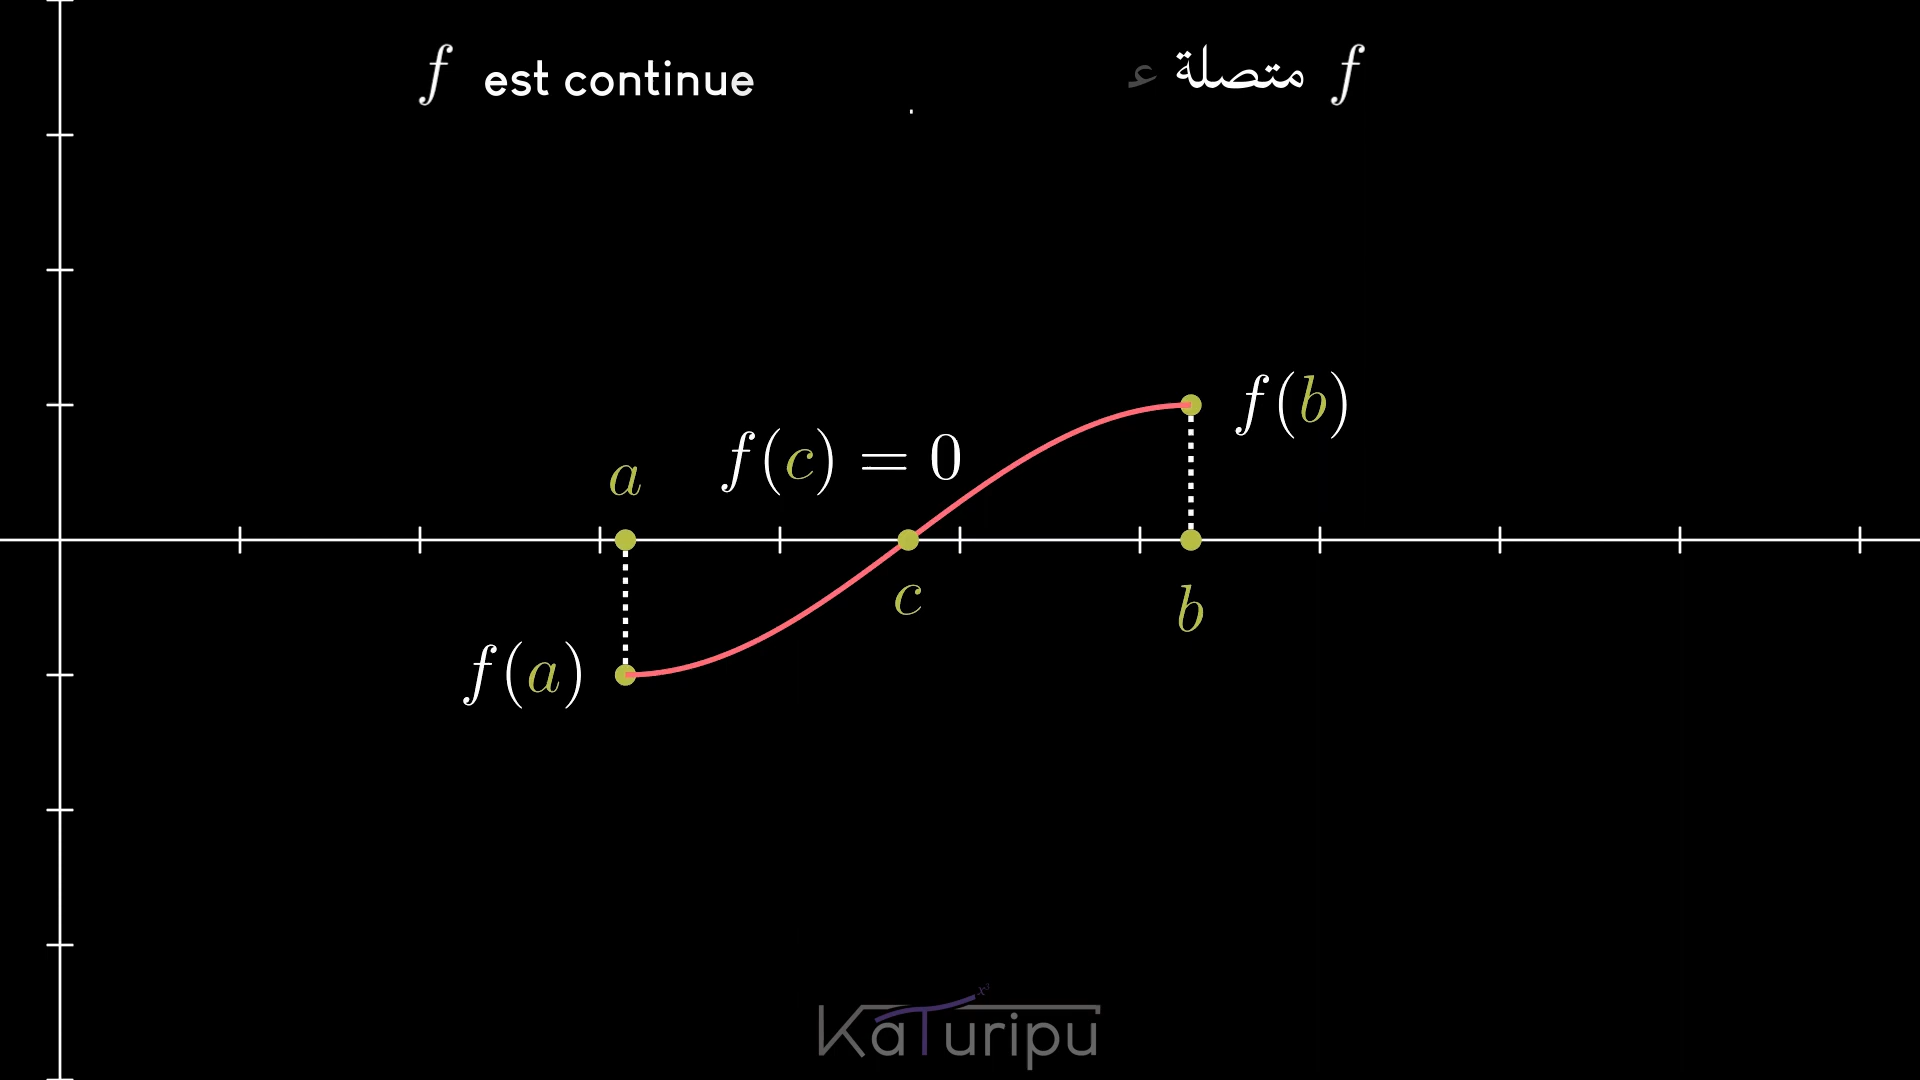 f est continue
f متصلة ع
f(b)
f(c) = 0
a
c
b
f(a)
KaTuripu